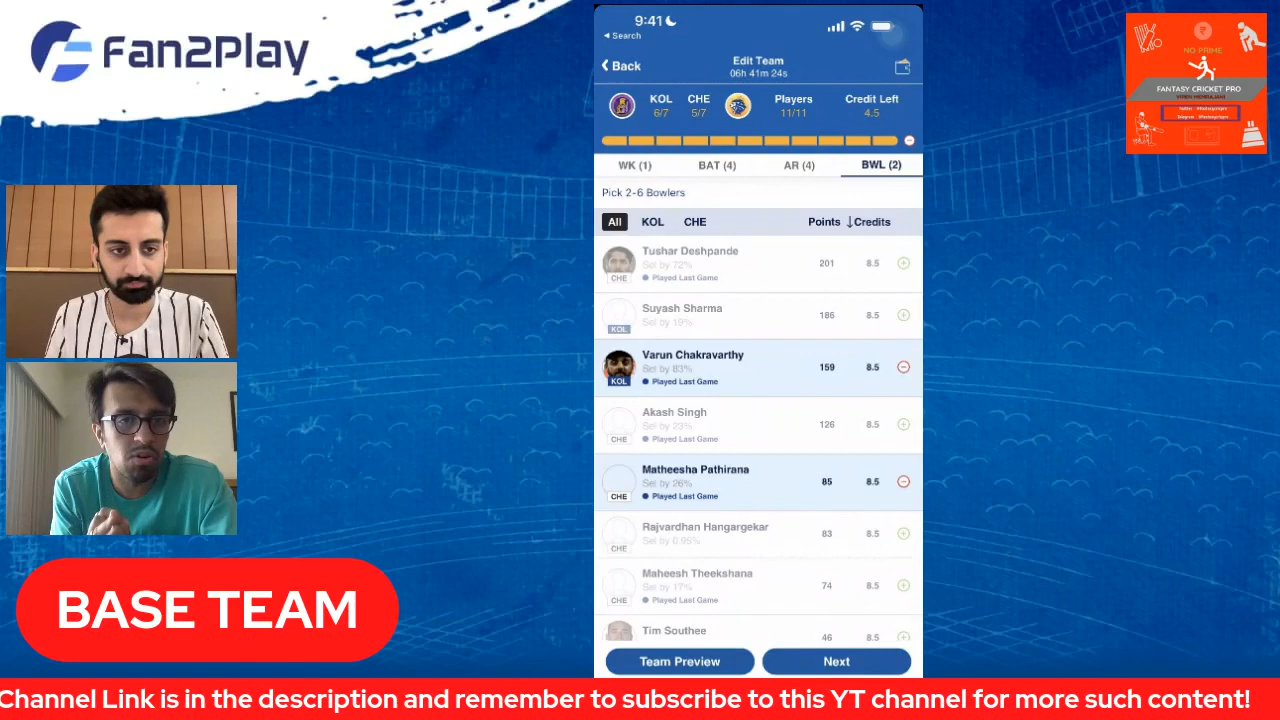 Fan2Play
9:41
Search
Back
Edit Team
06h 41m 24s
KOL
6/7
CHE
5/7
Players
11/11
Credit Left
4.5
WK (1)
BAT (4)
AR (4)
BWL (2)
Pick 2-6 Bowlers
All
KOL
CHE
Points
↓Credits
Tushar Deshpande
Sel by 72%
Played Last Game
CHE
201
8.5
Suyash Sharma
Sel by 19%
KOL
186
8.5
Varun Chakravarthy
Sel by 83%
Played Last Game
KOL
159
8.5
Akash Singh
Sel by 23%
Played Last Game
CHE
126
8.5
Matheesha Pathirana
Sel by 26%
Played Last Game
CHE
85
8.5
Rajvardhan Hangargekar
Sel by 0.95%
CHE
83
8.5
Maheesh Theekshana
Sel by 17%
Played Last Game
CHE
74
8.5
Tim Southee
46
8.5
Team Preview
Next
NO PRIME
FANTASY CRICKET PRO
BASE TEAM
Channel Link is in the description and remember to subscribe to this YT channel for more such content!